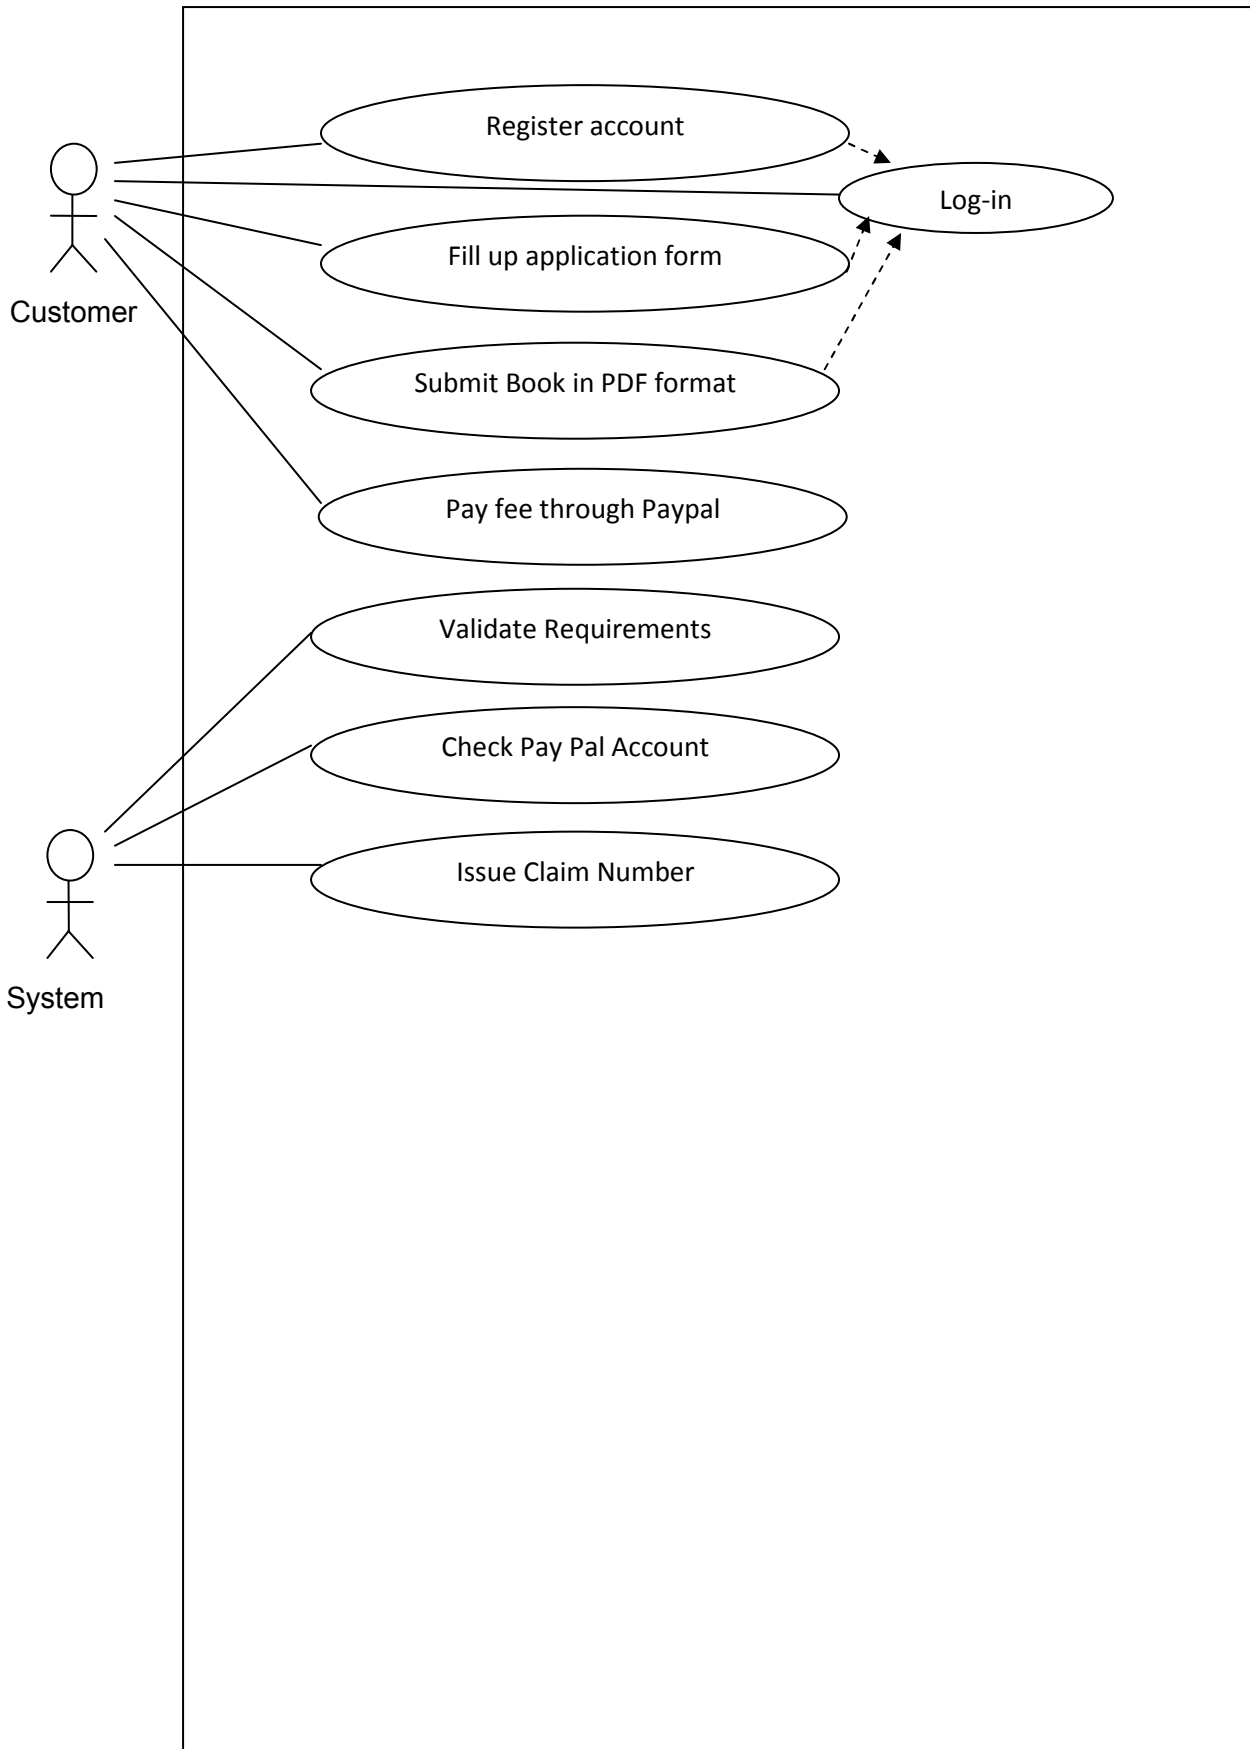 Register account
Log-in
Fill up application form
Customer
Submit Book in PDF format
Pay fee through Paypal
Validate Requirements
Check Pay Pal Account
Issue Claim Number
System